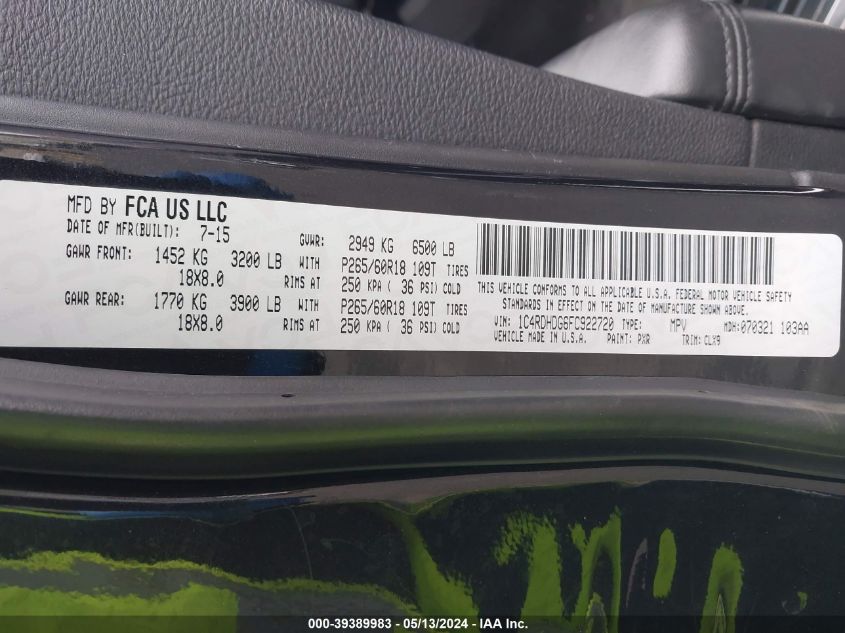 MFD BY FCA US LLC
DATE OF MFR(BUILT): 7-15 GVWR: 2949 KG 6500 LB
GAWR FRONT: 1452 KG 3200 LB WITH P265/60R18 109T TIRES
18X8.0 RIMS AT 250 KPA ( 36 PSI) COLD
GAWR REAR: 1770 KG 3900 LB WITH P265/60R18 109T TIRES
18X8.0 RIMS AT 250 KPA ( 36 PSI) COLD
THIS VEHICLE CONFORMS TO ALL APPLICABLE U.S.A. FEDERAL MOTOR VEHICLE SAFETY
STANDARDS IN EFFECT ON THE DATE OF MANUFACTURE SHOWN ABOVE.
VIN: 1C4RDHDG6FC922720 TYPE: MPV MDH: 070321 103AA
VEHICLE MADE IN U.S.A. PAINT: PXR TRIM: CLX9
000-39389983 - 05/13/2024 - IAA Inc.